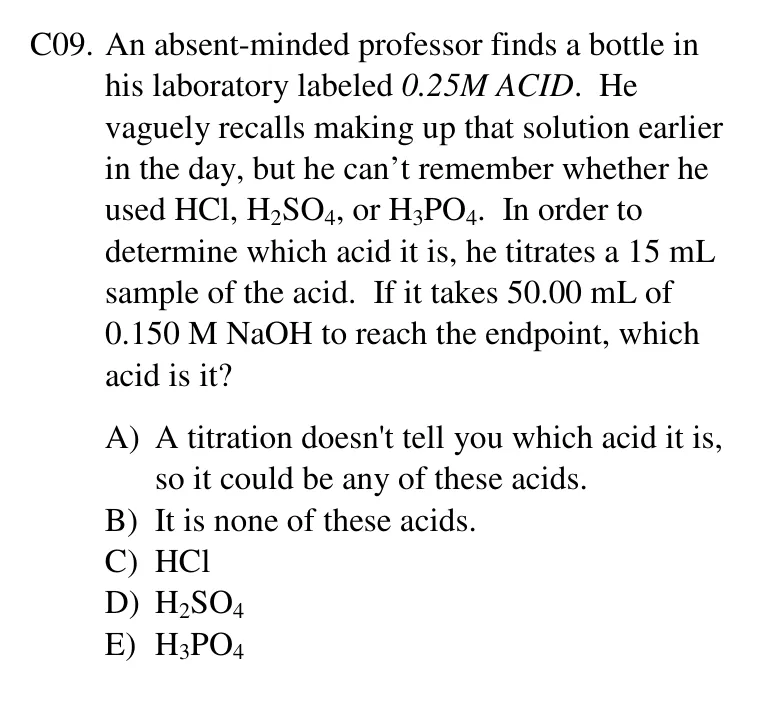 C09. An absent-minded professor finds a bottle in
his laboratory labeled 0.25M ACID. He
vaguely recalls making up that solution earlier
in the day, but he can’t remember whether he
used HCl, H₂SO₄, or H₃PO₄. In order to
determine which acid it is, he titrates a 15 mL
sample of the acid. If it takes 50.00 mL of
0.150 M NaOH to reach the endpoint, which
acid is it?
A) A titration doesn't tell you which acid it is,
so it could be any of these acids.
B) It is none of these acids.
C) HCl
D) H₂SO₄
E) H₃PO₄